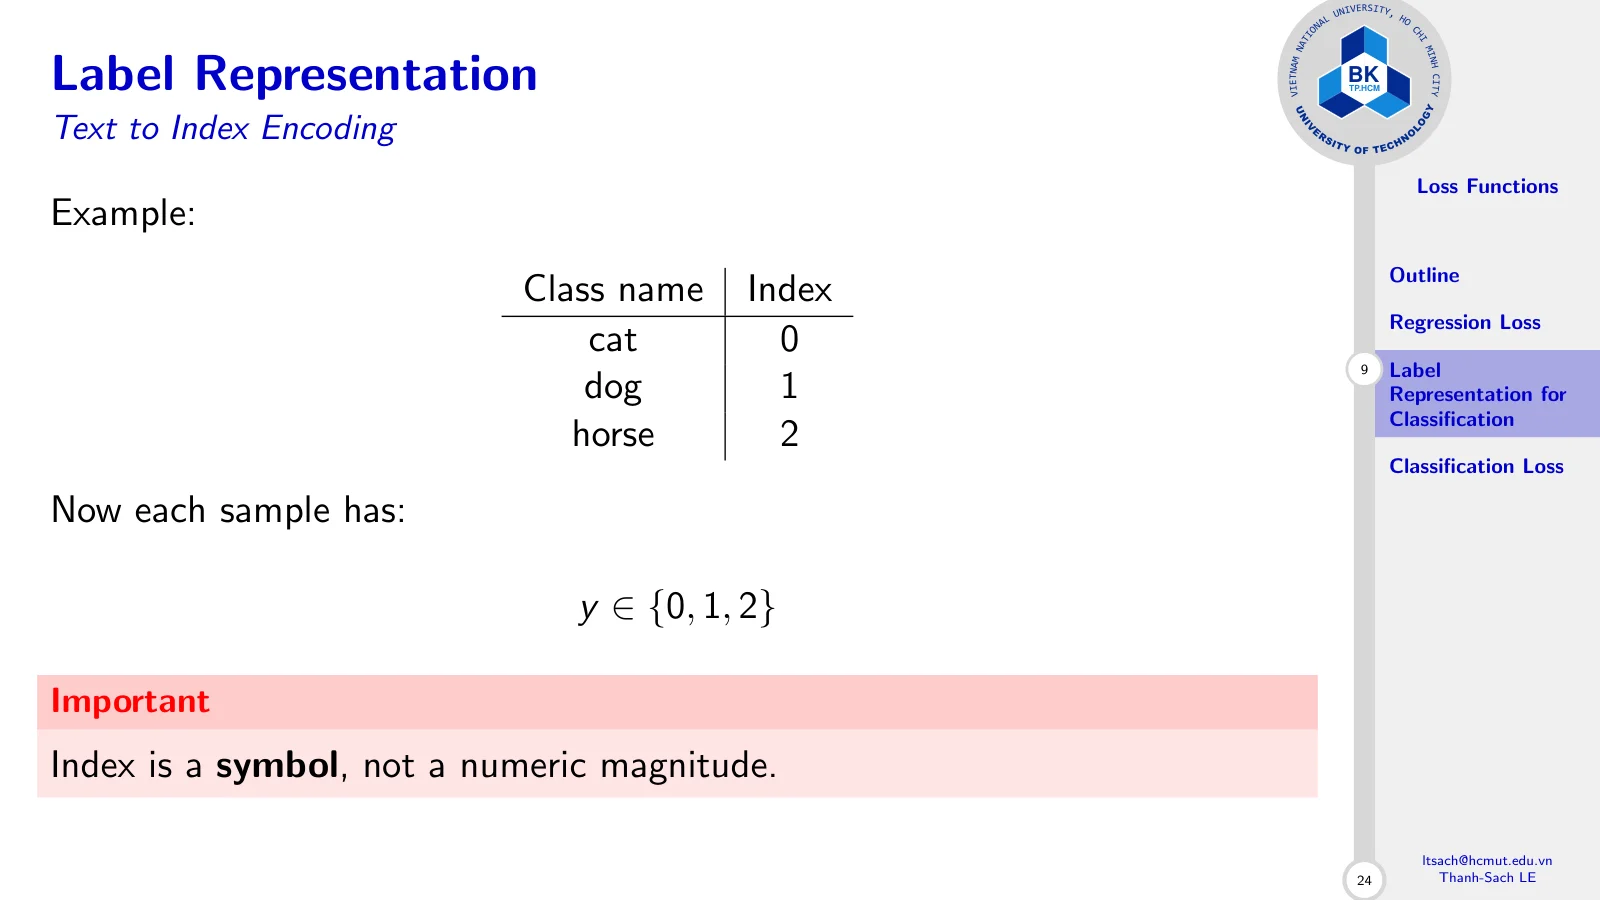 Label Representation
Text to Index Encoding
Example:
Class name Index
cat 0
dog 1
horse 2
Now each sample has:
y ∈ {0, 1, 2}
Important
Index is a symbol, not a numeric magnitude.
VIETNAM NATIONAL UNIVERSITY, HO CHI MINH CITY
BK
TP.HCM
UNIVERSITY OF TECHNOLOGY
Loss Functions
Outline
Regression Loss
9
Label
Representation for
Classification
Classification Loss
24
ltsach@hcmut.edu.vn
Thanh-Sach LE